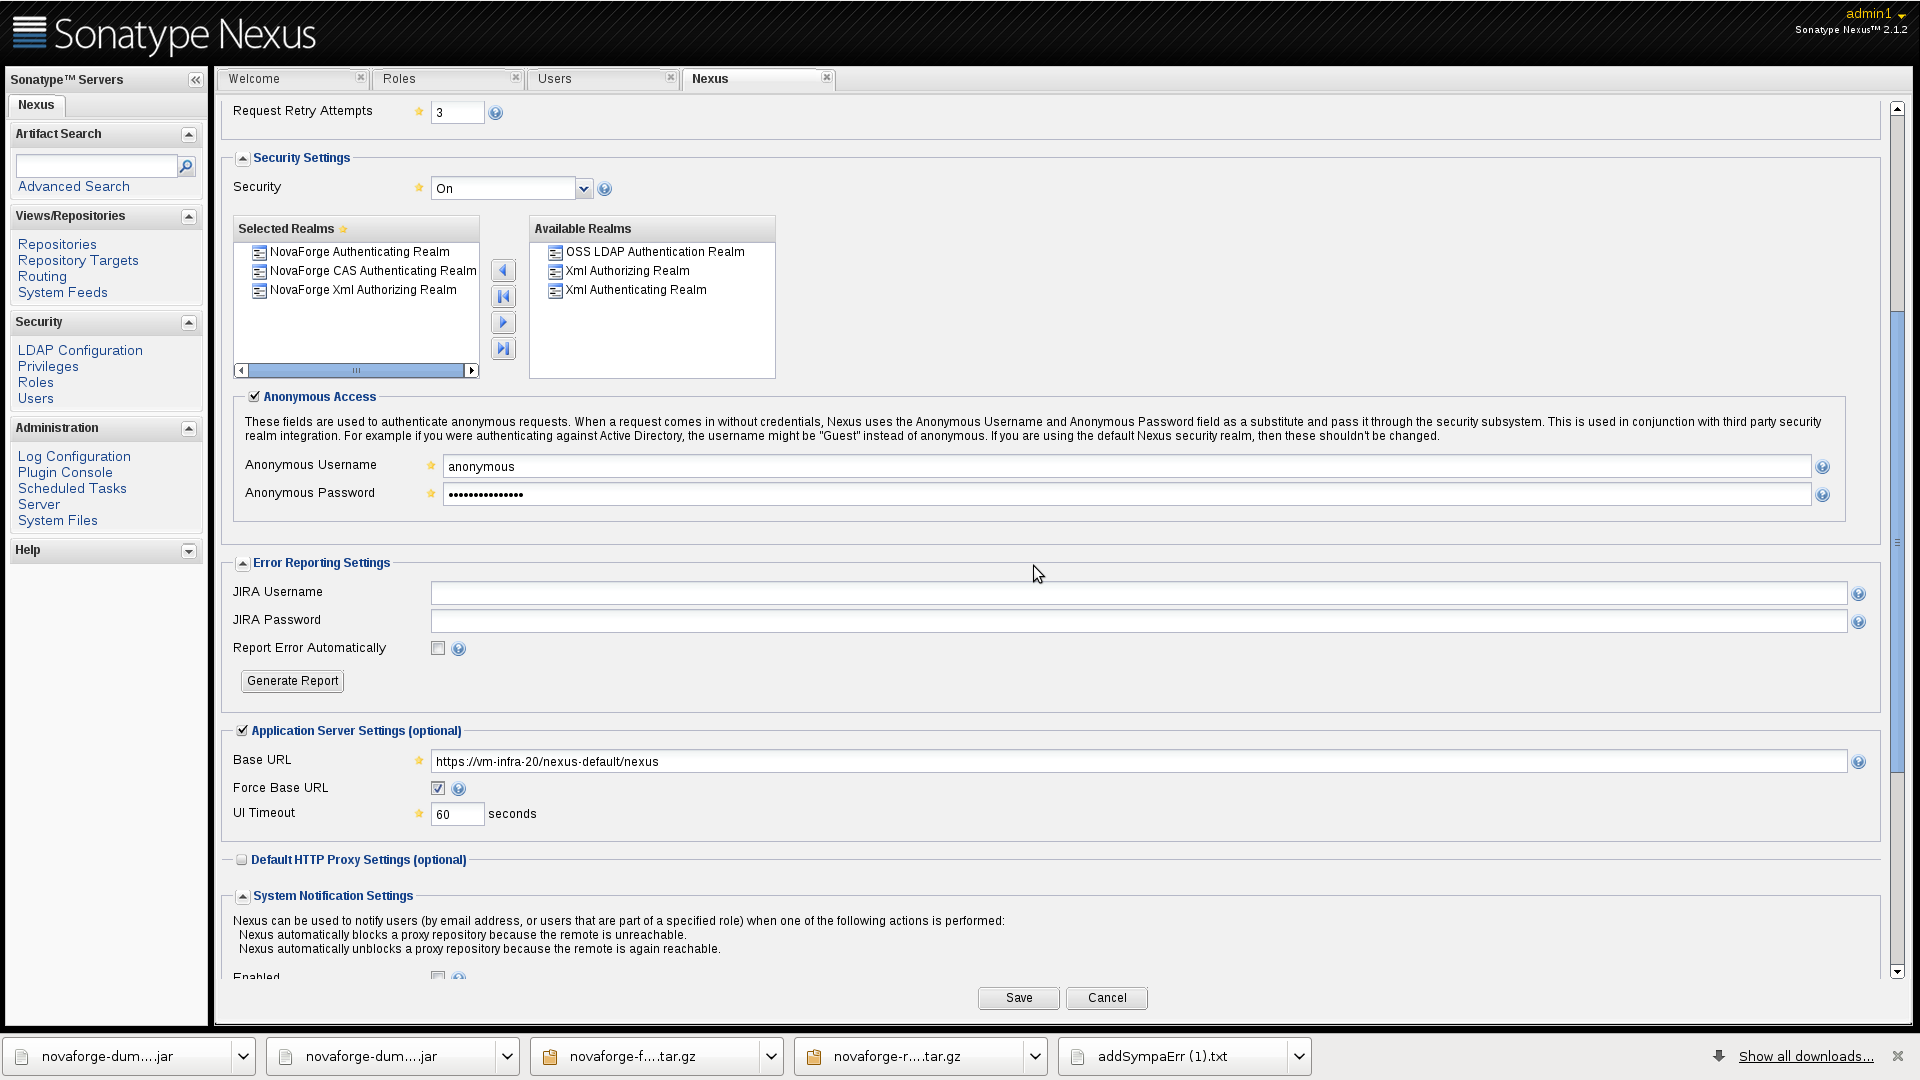 Sonatype Nexus
admin1
Sonatype Nexus™ 2.1.2
Sonatype™ Servers
Nexus
Artifact Search
Advanced Search
Views/Repositories
Repositories
Repository Targets
Routing
System Feeds
Security
LDAP Configuration
Privileges
Roles
Users
Administration
Log Configuration
Plugin Console
Scheduled Tasks
Server
System Files
Help
Welcome
Roles
Users
Nexus
Request Retry Attempts
3
Security Settings
Security
On
Selected Realms
NovaForge Authenticating Realm
NovaForge CAS Authenticating Realm
NovaForge Xml Authorizing Realm
Available Realms
OSS LDAP Authentication Realm
Xml Authorizing Realm
Xml Authenticating Realm
Anonymous Access
These fields are used to authenticate anonymous requests. When a request comes in without credentials, Nexus uses the Anonymous Username and Anonymous Password field as a substitute and pass it through the security subsystem. This is used in conjunction with third party security
realm integration. For example if you were authenticating against Active Directory, the username might be "Guest" instead of anonymous. If you are using the default Nexus security realm, then these shouldn't be changed.
Anonymous Username
anonymous
Anonymous Password
•••••••••••••••
Error Reporting Settings
JIRA Username
JIRA Password
Report Error Automatically
Generate Report
Application Server Settings (optional)
Base URL
https://vm-infra-20/nexus-default/nexus
Force Base URL
UI Timeout
60 seconds
Default HTTP Proxy Settings (optional)
System Notification Settings
Nexus can be used to notify users (by email address, or users that are part of a specified role) when one of the following actions is performed:
Nexus automatically blocks a proxy repository because the remote is unreachable.
Nexus automatically unblocks a proxy repository because the remote is again reachable.
Enabled
Save
Cancel
novaforge-dum....jar
novaforge-dum....jar
novaforge-f....tar.gz
novaforge-r....tar.gz
addSympaErr (1).txt
Show all downloads...